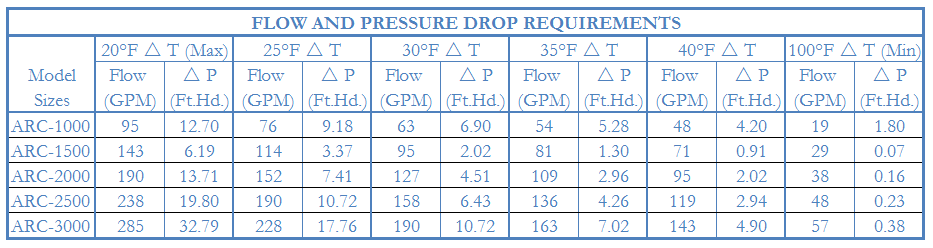 FLOW AND PRESSURE DROP REQUIREMENTS
20°F △ T (Max) 25°F △ T 30°F △ T 35°F △ T 40°F △ T 100°F △ T (Min)
Model Flow △ P Flow △ P Flow △ P Flow △ P Flow △ P Flow △ P
Sizes (GPM) (Ft.Hd.) (GPM) (Ft.Hd.) (GPM) (Ft.Hd.) (GPM) (Ft.Hd.) (GPM) (Ft.Hd.) (GPM) (Ft.Hd.)
ARC-1000 95 12.70 76 9.18 63 6.90 54 5.28 48 4.20 19 1.80
ARC-1500 143 6.19 114 3.37 95 2.02 81 1.30 71 0.91 29 0.07
ARC-2000 190 13.71 152 7.41 127 4.51 109 2.96 95 2.02 38 0.16
ARC-2500 238 19.80 190 10.72 158 6.43 136 4.26 119 2.94 48 0.23
ARC-3000 285 32.79 228 17.76 190 10.72 163 7.02 143 4.90 57 0.38